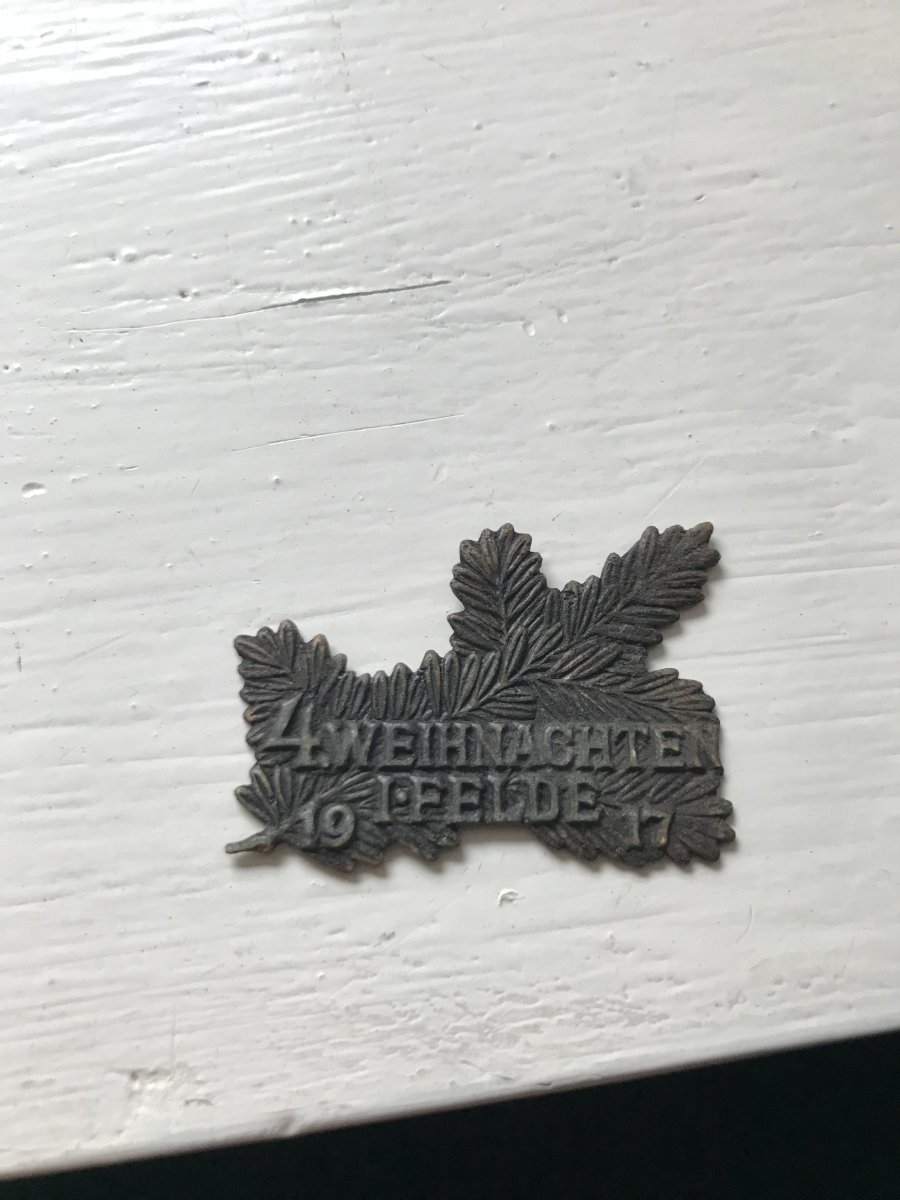 4.WEIHNACHTEN
I·FELDE
19 17